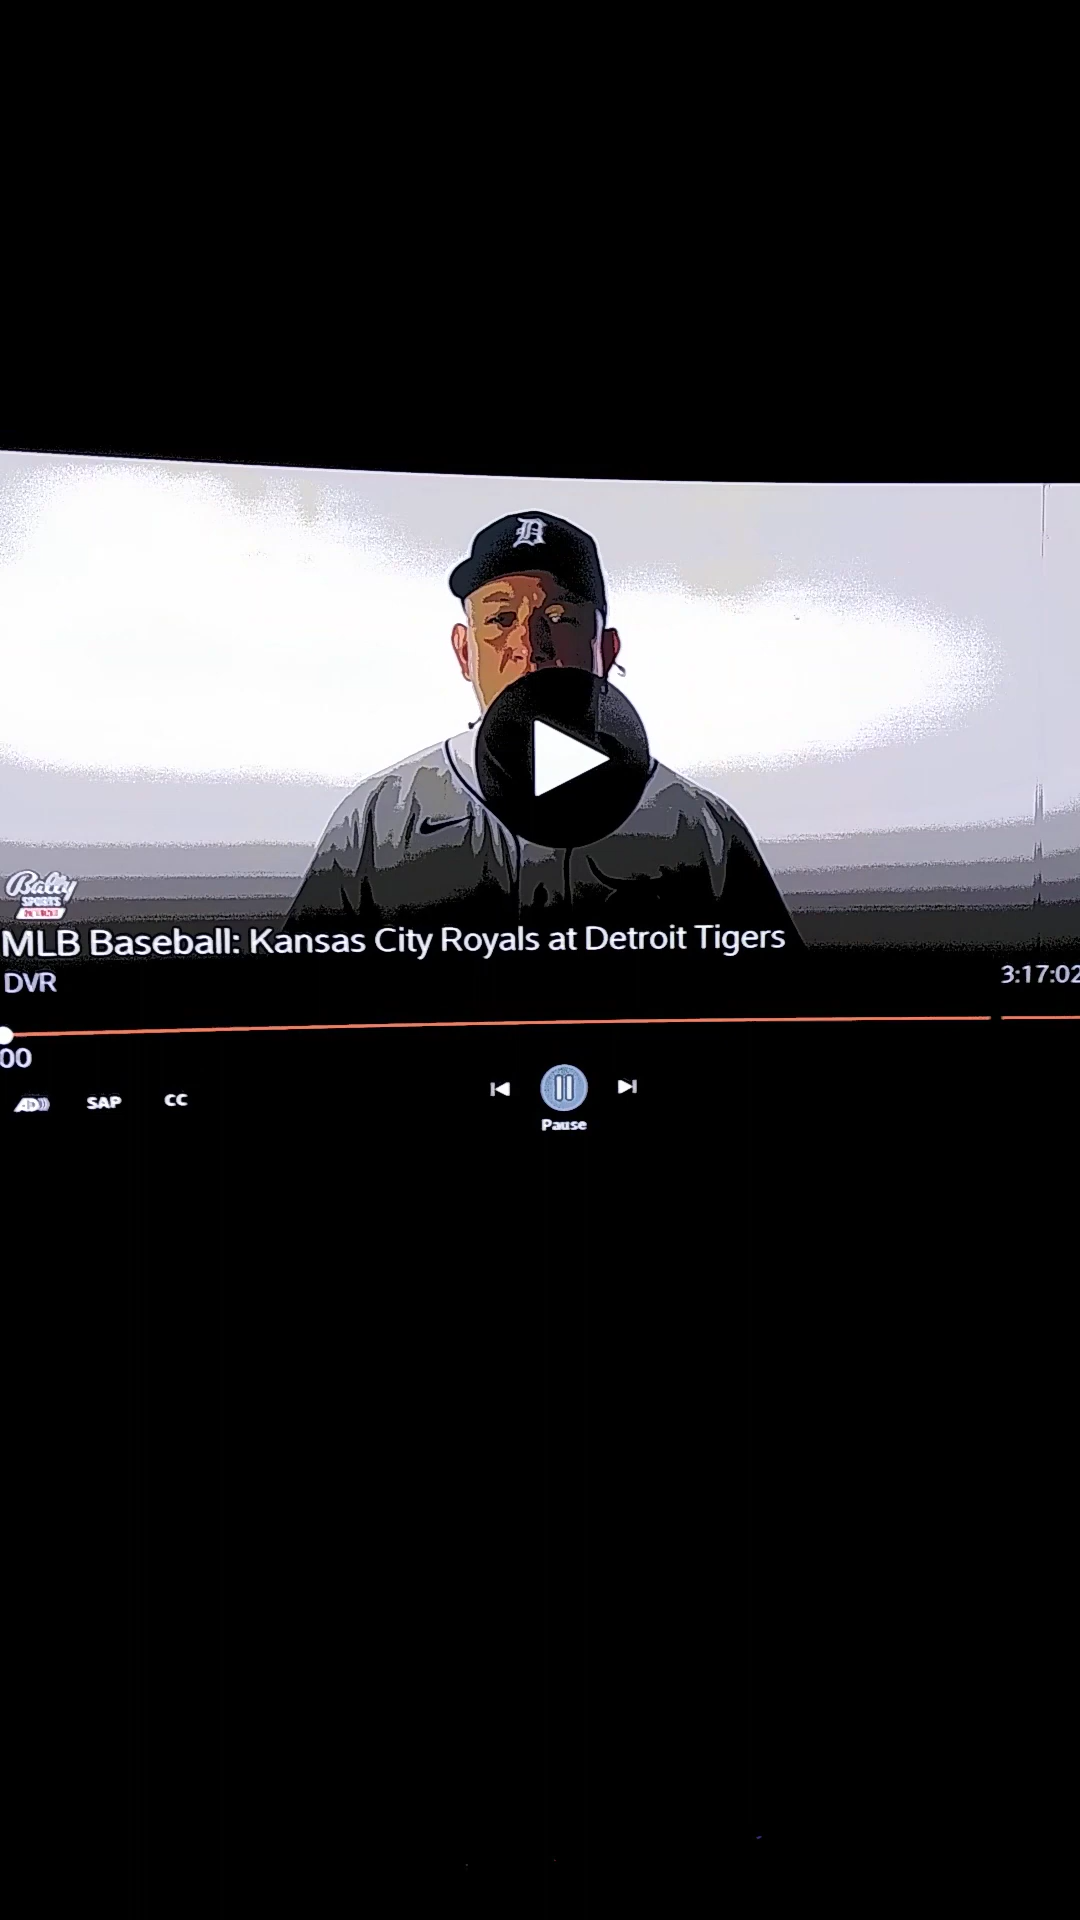 D
Bally
SPORTS
DETROIT
MLB Baseball: Kansas City Royals at Detroit Tigers
DVR
3:17:02
00
AD)))
SAP
CC
Pause